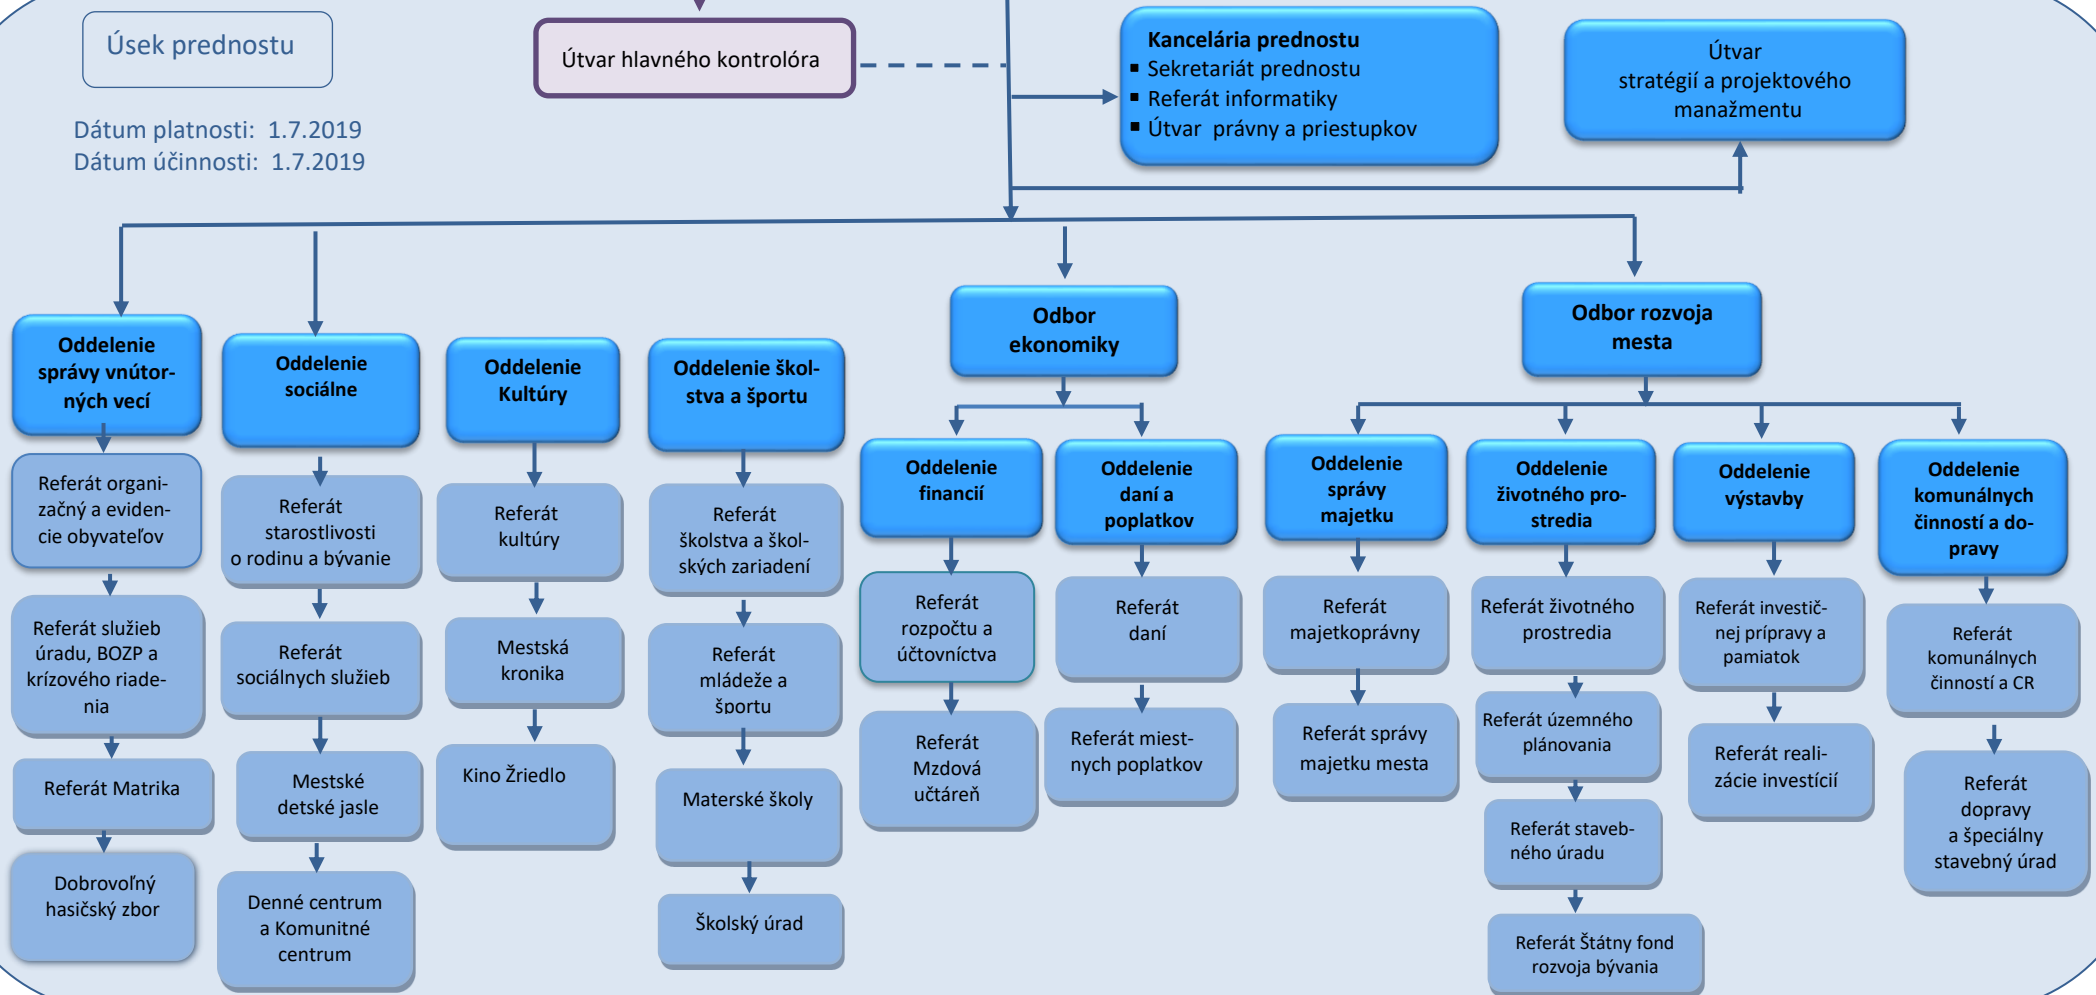 Úsek prednostu
Dátum platnosti: 1.7.2019
Dátum účinnosti: 1.7.2019
Útvar hlavného kontrolóra
Kancelária prednostu
▪ Sekretariát prednostu
▪ Referát informatiky
▪ Útvar právny a priestupkov
Útvar
stratégií a projektového
manažmentu
Oddelenie
správy vnútor-
ných vecí
Referát organi-
začný a eviden-
cie obyvateľov
Referát služieb
úradu, BOZP a
krízového riade-
nia
Referát Matrika
Dobrovoľný
hasičský zbor
Oddelenie
sociálne
Referát
starostlivosti
o rodinu a bývanie
Referát
sociálnych služieb
Mestské
detské jasle
Denné centrum
a Komunitné
centrum
Oddelenie
Kultúry
Referát
kultúry
Mestská
kronika
Kino Žriedlo
Oddelenie škol-
stva a športu
Referát
školstva a škol-
ských zariadení
Referát
mládeže a
športu
Materské školy
Školský úrad
Odbor
ekonomiky
Oddelenie
financií
Referát
rozpočtu a
účtovníctva
Referát
Mzdová
učtáreň
Oddelenie
daní a
poplatkov
Referát
daní
Referát miest-
nych poplatkov
Odbor rozvoja
mesta
Oddelenie
správy
majetku
Referát
majetkoprávny
Referát správy
majetku mesta
Oddelenie
životného pro-
stredia
Referát životného
prostredia
Referát územného
plánovania
Referát staveb-
ného úradu
Referát Štátny fond
rozvoja bývania
Oddelenie
výstavby
Referát investič-
nej prípravy a
pamiatok
Referát reali-
zácie investícií
Oddelenie
komunálnych
činností a do-
pravy
Referát
komunálnych
činností a CR
Referát
dopravy
a špeciálny
stavebný úrad